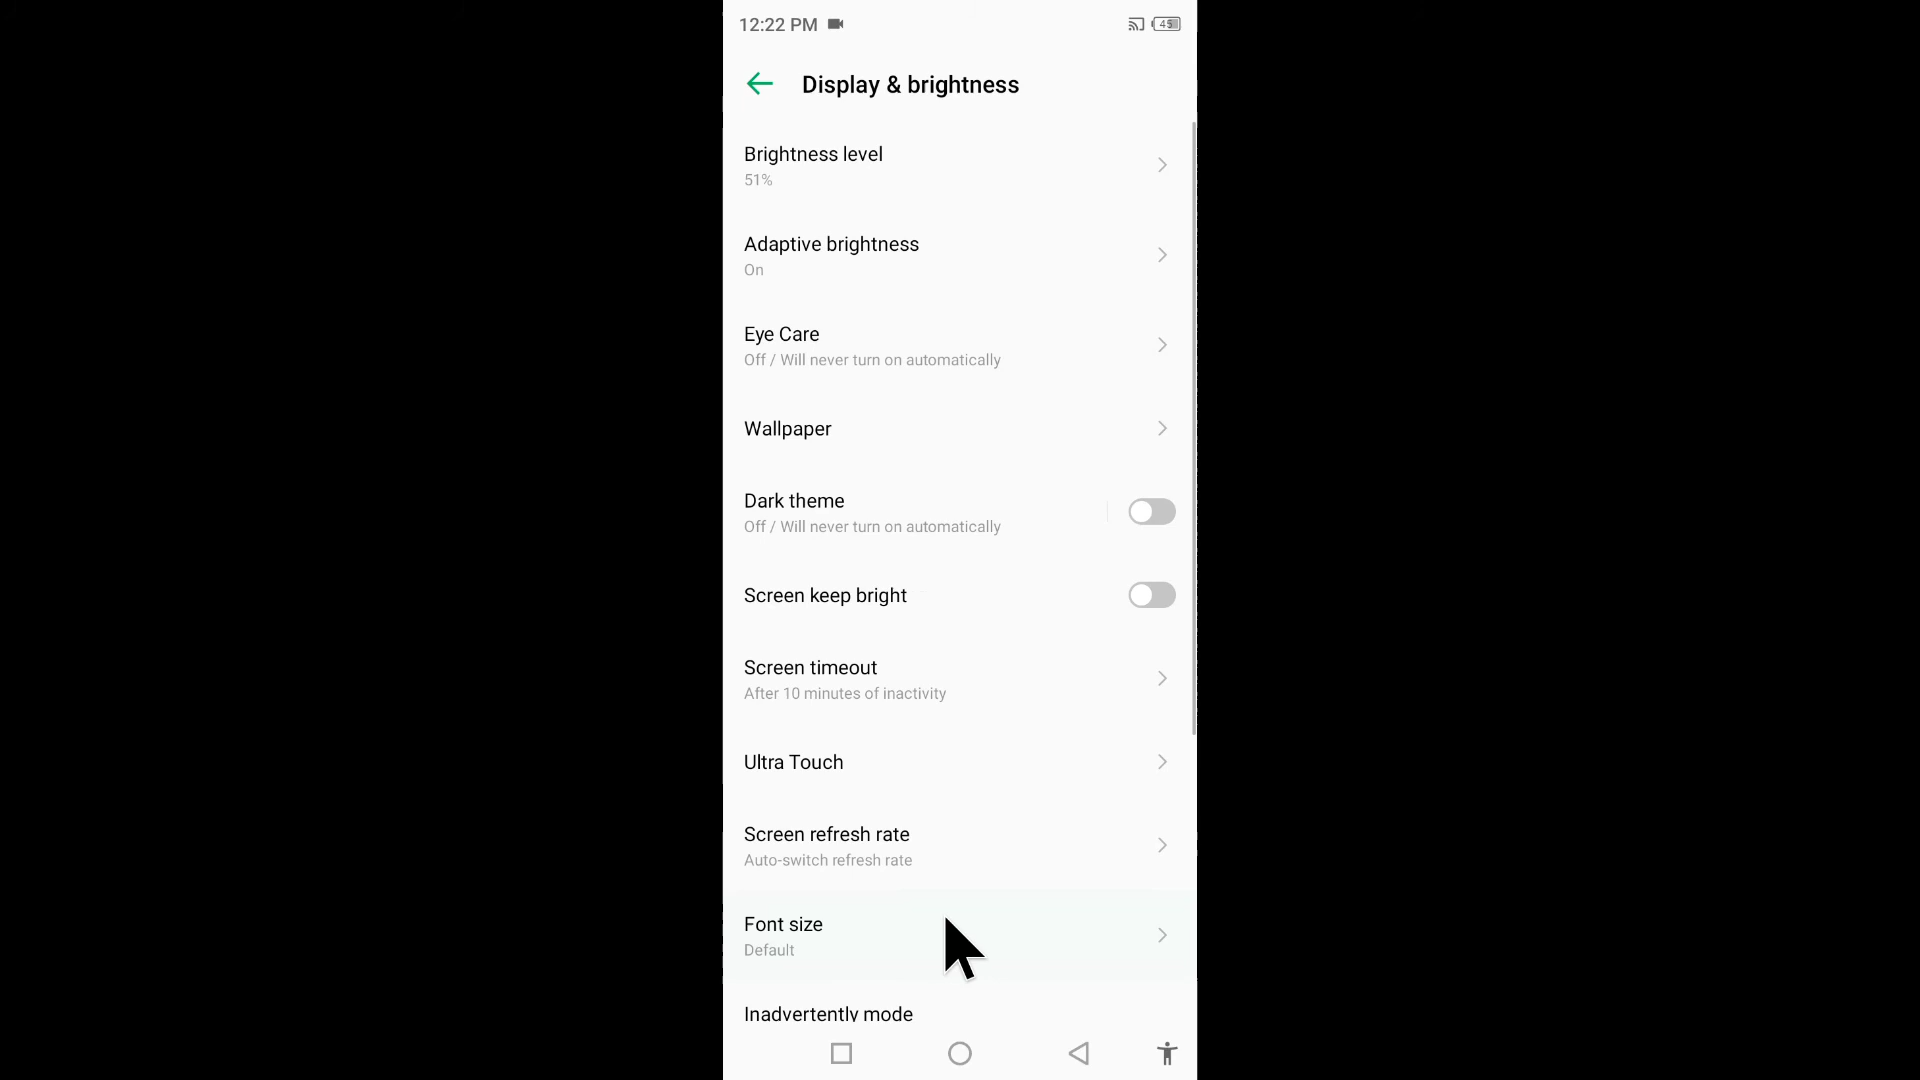 12:22 PM
45
Display & brightness
Brightness level
51%
Adaptive brightness
On
Eye Care
Off / Will never turn on automatically
Wallpaper
Dark theme
Off / Will never turn on automatically
Screen keep bright
Screen timeout
After 10 minutes of inactivity
Ultra Touch
Screen refresh rate
Auto-switch refresh rate
Font size
Default
Inadvertently mode